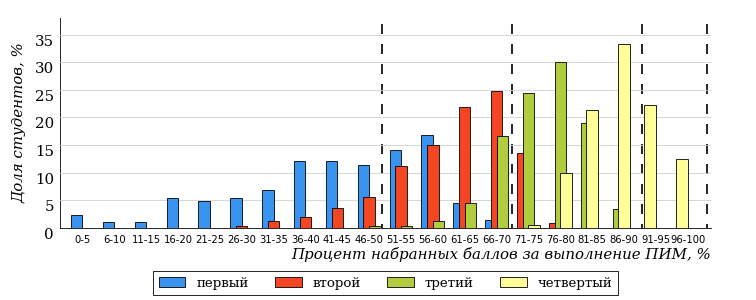 Доля студентов, %
35
30
25
20
15
10
5
0
0-5 6-10 11-15 16-20 21-25 26-30 31-35 36-40 41-45 46-50 51-55 56-60 61-65 66-70 71-75 76-80 81-85 86-90 91-95 96-100
Процент набранных баллов за выполнение ПИМ, %
первый второй третий четвертый